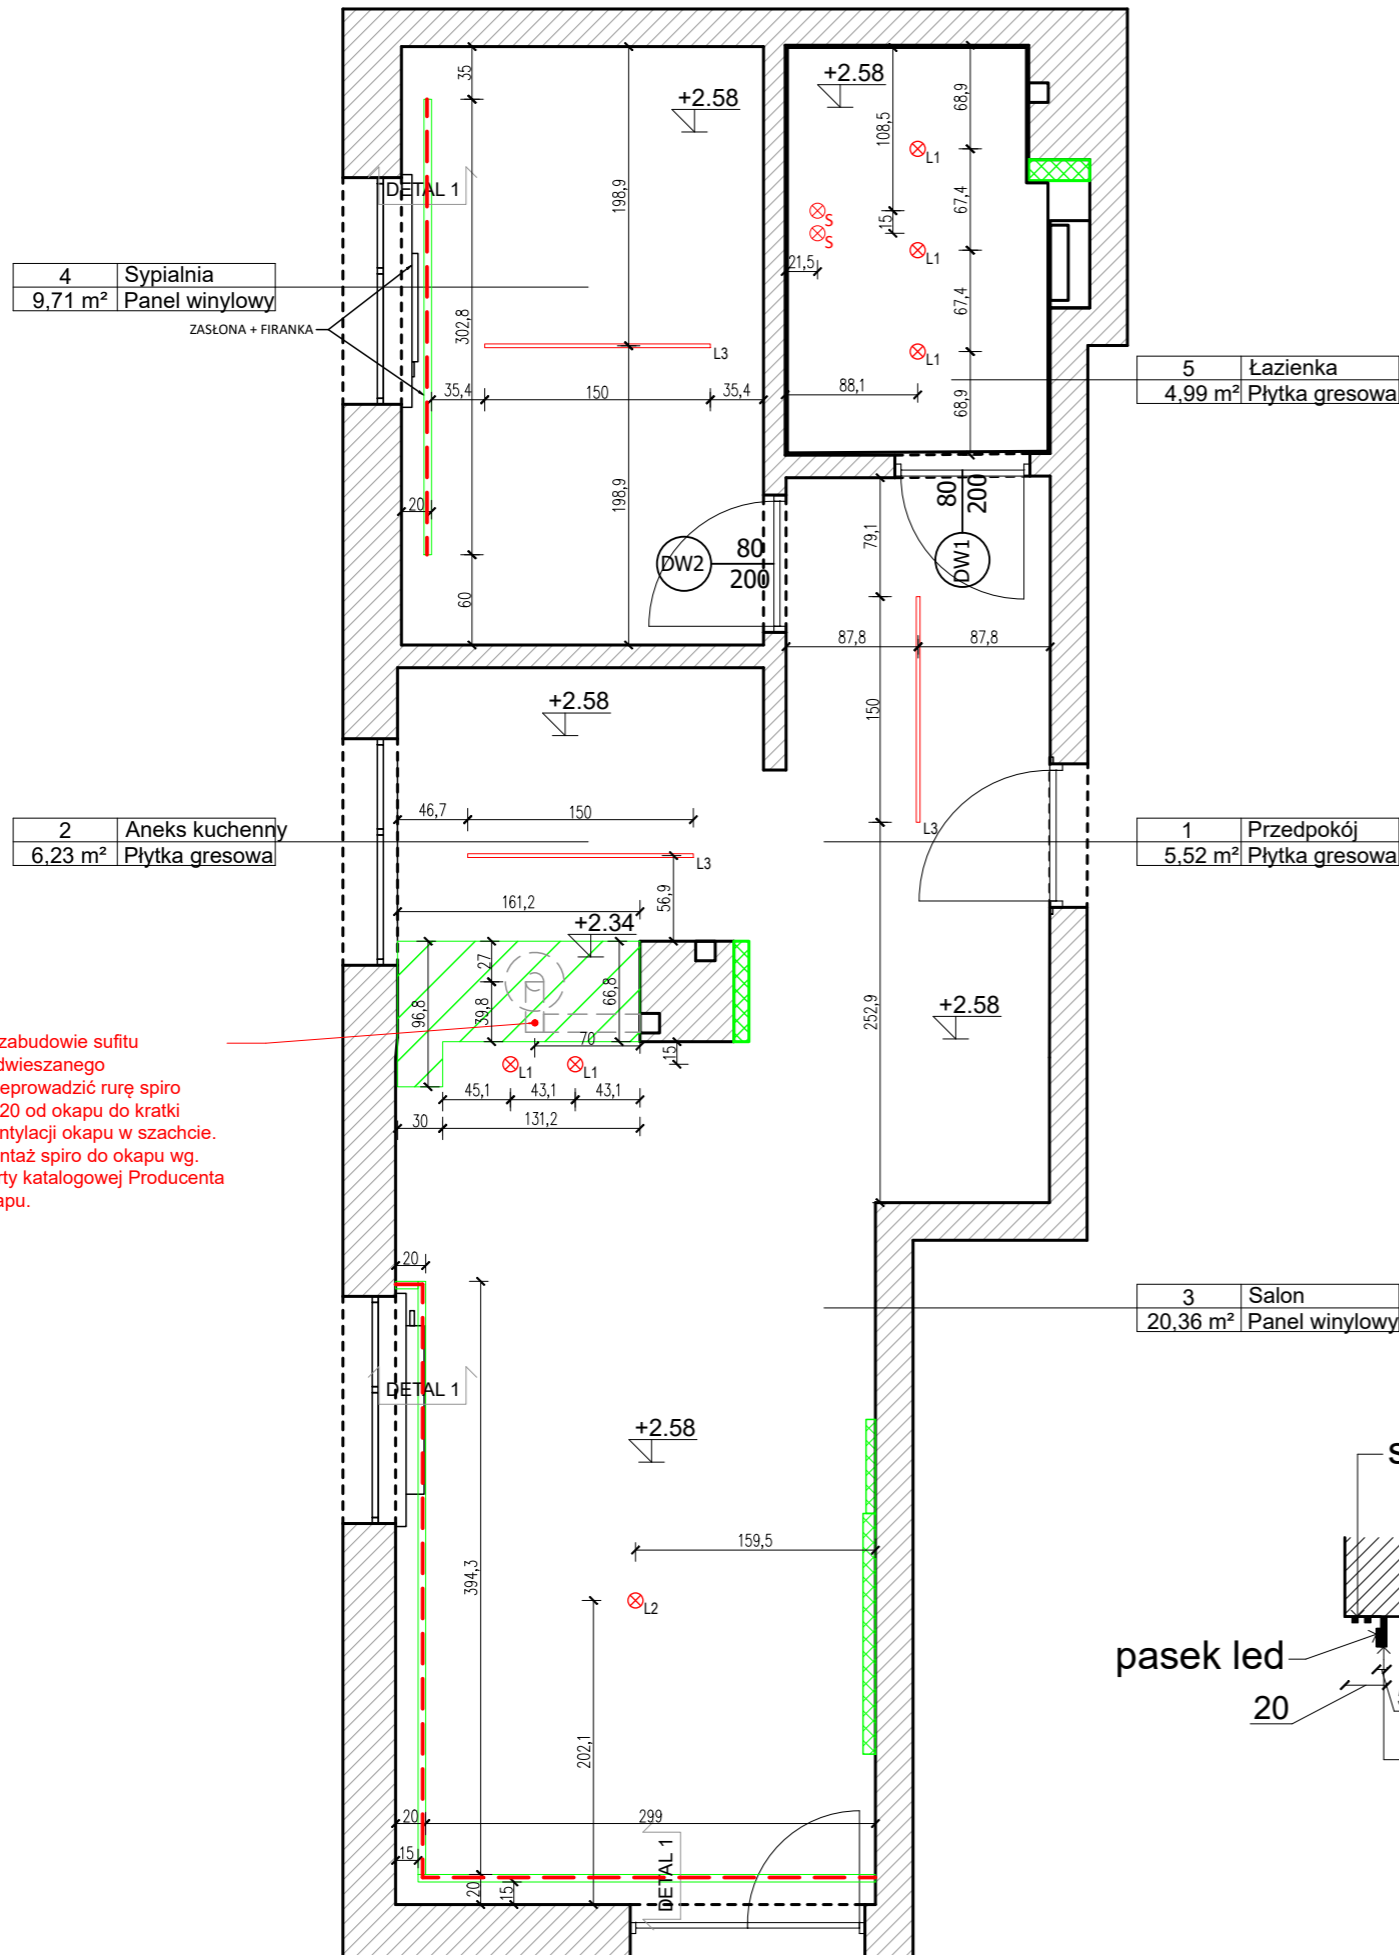 35
+2.58
+2.58
68,9
108,5
L1
DETAL 1
198,9
67,4
S
15
S
L1
21,5
4 Sypialnia
9,71 m² Panel winylowy
ZASŁONA + FIRANKA
302,8
67,4
L3
L1
35,4 150 35,4
88,1
68,9
5 Łazienka
4,99 m² Płytka gresowa
20
198,9
80
200
DW1
79,1
DW2 80
200
60
87,8 87,8
+2.58
150
46,7 150
L3
2 Aneks kuchenny
6,23 m² Płytka gresowa
1 Przedpokój
5,52 m² Płytka gresowa
L3
56,9
161,2
+2.34
27
96,8
39,8
66,8
252,9
+2.58
70
15
zabudowie sufitu
dwieszanego
eprowadzić rurę spiro
20 od okapu do kratki
ntylacji okapu w szachcie.
ntaż spiro do okapu wg.
rty katalogowej Producenta
apu.
L1 L1
45,1 43,1 43,1
30 131,2
20
3 Salon
20,36 m² Panel winylowy
DETAL 1
+2.58
s
159,5
394,3
L2
pasek led
20
202,1
20 299
15
DETAL 1
20
15